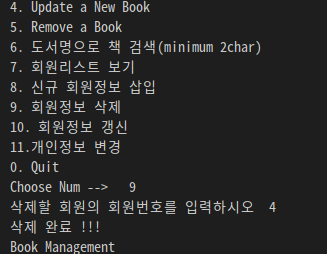 4. Update a New Book
5. Remove a Book
6. 도서명으로 책 검색(minimum 2char)
7. 회원리스트 보기
8. 신규 회원정보 삽입
9. 회원정보 삭제
10. 회원정보 갱신
11.개인정보 변경
0. Quit
Choose Num -->  9
삭제할 회원의 회원번호를 입력하시오  4
삭제 완료 !!!
Book Management